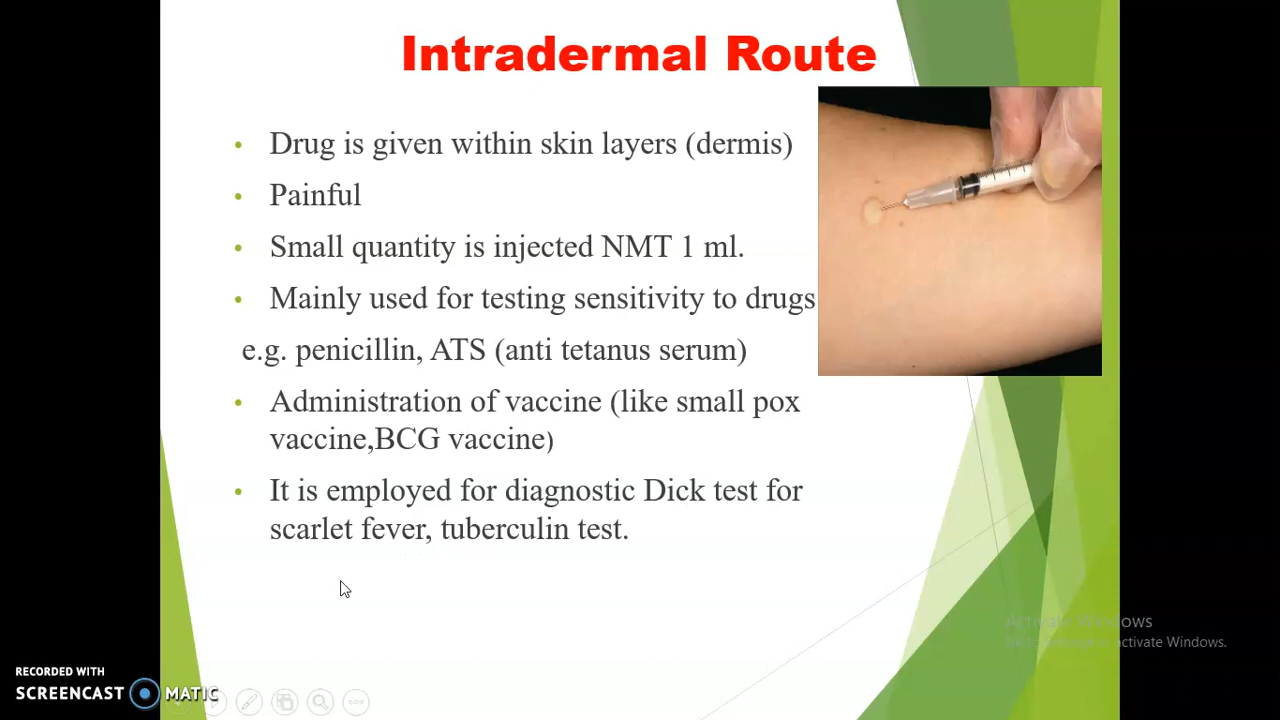 Intradermal Route
• Drug is given within skin layers (dermis)
• Painful
• Small quantity is injected NMT 1 ml.
• Mainly used for testing sensitivity to drugs
e.g. penicillin, ATS (anti tetanus serum)
• Administration of vaccine (like small pox
vaccine,BCG vaccine)
• It is employed for diagnostic Dick test for
scarlet fever, tuberculin test.
Activate Windows
Go to Settings to activate Windows.
RECORDED WITH
SCREENCAST MATIC